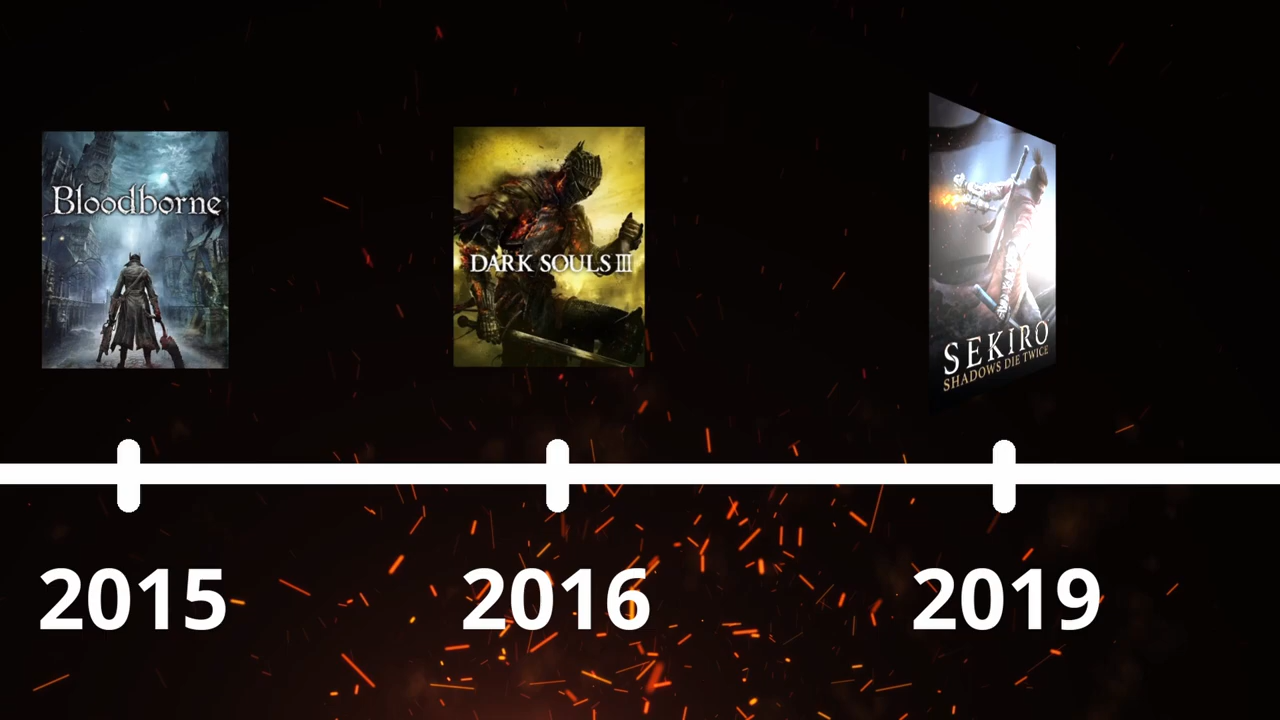 Bloodborne
DARK SOULS III
SEKIRO
SHADOWS DIE TWICE
2015
2016
2019